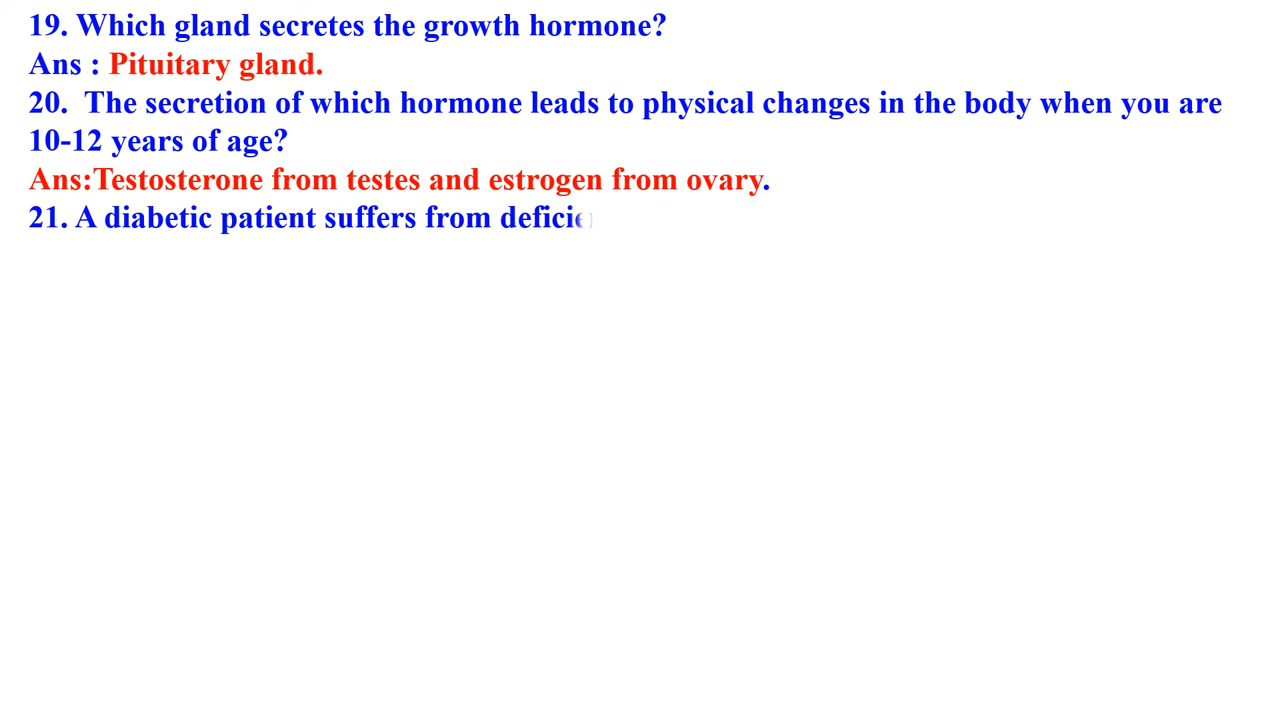 19. Which gland secretes the growth hormone?
Ans : Pituitary gland.
20.  The secretion of which hormone leads to physical changes in the body when you are
10-12 years of age?
Ans:Testosterone from testes and estrogen from ovary.
21. A diabetic patient suffers from